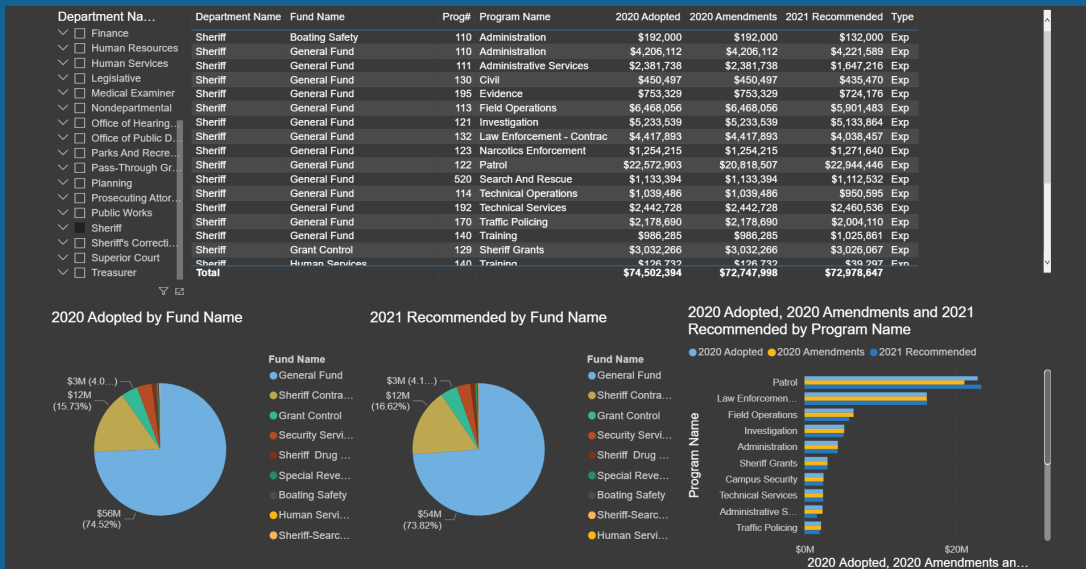 Department Na...
Finance
Human Resources
Human Services
Legislative
Medical Examiner
Nondepartmental
Office of Hearing...
Office of Public D...
Parks And Recre...
Pass-Through Gr...
Planning
Prosecuting Attor...
Public Works
Sheriff
Sheriff's Correcti...
Superior Court
Treasurer
Department Name Fund Name Prog# Program Name 2020 Adopted 2020 Amendments 2021 Recommended Type
Sheriff Boating Safety 110 Administration $192,000 $192,000 $132,000 Exp
Sheriff General Fund 110 Administration $4,206,112 $4,206,112 $4,221,589 Exp
Sheriff General Fund 111 Administrative Services $2,381,738 $2,381,738 $1,647,216 Exp
Sheriff General Fund 130 Civil $450,497 $450,497 $435,470 Exp
Sheriff General Fund 195 Evidence $753,329 $753,329 $724,176 Exp
Sheriff General Fund 113 Field Operations $6,468,056 $6,468,056 $5,901,483 Exp
Sheriff General Fund 121 Investigation $5,233,539 $5,233,539 $5,133,864 Exp
Sheriff General Fund 132 Law Enforcement - Contrac $4,417,893 $4,417,893 $4,038,457 Exp
Sheriff General Fund 123 Narcotics Enforcement $1,254,215 $1,254,215 $1,271,640 Exp
Sheriff General Fund 122 Patrol $22,572,903 $20,818,507 $22,944,446 Exp
Sheriff General Fund 520 Search And Rescue $1,133,394 $1,133,394 $1,112,532 Exp
Sheriff General Fund 114 Technical Operations $1,039,486 $1,039,486 $950,595 Exp
Sheriff General Fund 192 Technical Services $2,442,728 $2,442,728 $2,460,536 Exp
Sheriff General Fund 170 Traffic Policing $2,178,690 $2,178,690 $2,004,110 Exp
Sheriff General Fund 140 Training $986,285 $986,285 $1,025,861 Exp
Sheriff Grant Control 129 Sheriff Grants $3,032,266 $3,032,266 $3,026,067 Exp
Sheriff Human Services 140 Training $126,732 $126,732 $39,297 Exp
Total $74,502,394 $72,747,998 $72,978,647
2020 Adopted by Fund Name
$3M (4.0...)
$12M
(15.73%)
$56M
(74.52%)
Fund Name
General Fund
Sheriff Contra...
Grant Control
Security Servi...
Sheriff Drug ...
Special Reve...
Boating Safety
Human Servi...
Sheriff-Searc...
2021 Recommended by Fund Name
$3M (4.1...)
$12M
(16.62%)
$54M
(73.82%)
Fund Name
General Fund
Sheriff Contra...
Grant Control
Security Servi...
Sheriff Drug ...
Special Reve...
Boating Safety
Sheriff-Searc...
Human Servi...
2020 Adopted, 2020 Amendments and 2021
Recommended by Program Name
2020 Adopted 2020 Amendments 2021 Recommended
Program Name
Patrol
Law Enforcemen...
Field Operations
Investigation
Administration
Sheriff Grants
Campus Security
Technical Services
Administrative S...
Traffic Policing
$0M $20M
2020 Adopted, 2020 Amendments an...